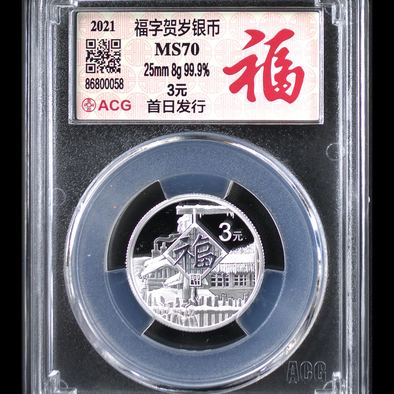 2021
福字贺岁银币
MS70
25mm 8g 99.9%
3元
首日发行
86800058
ACG
福
3元
福
ACG